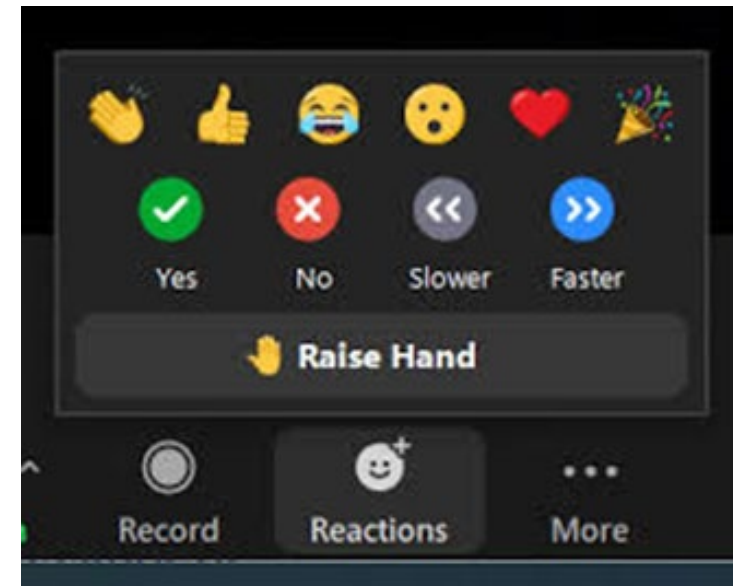 Yes No Slower Faster
Raise Hand
Record Reactions More